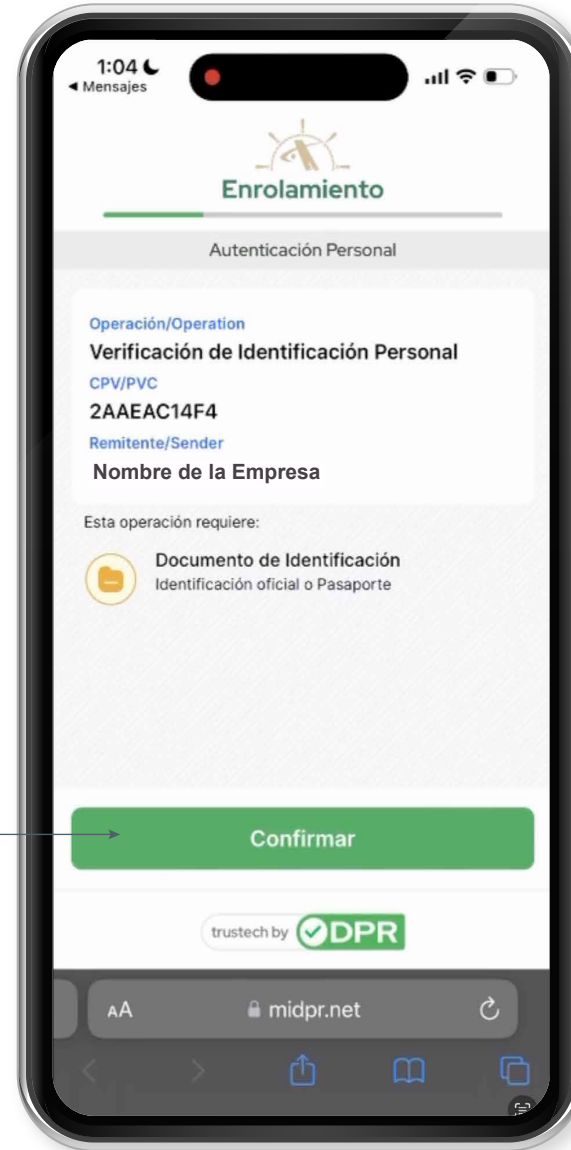 1:04
◀ Mensajes
Enrolamiento
Autenticación Personal
Operación/Operation
Verificación de Identificación Personal
CPV/PVC
2AAEAC14F4
Remitente/Sender
Nombre de la Empresa
Esta operación requiere:
Documento de Identificación
Identificación oficial o Pasaporte
Confirmar
trustech by DPR
AA midpr.net